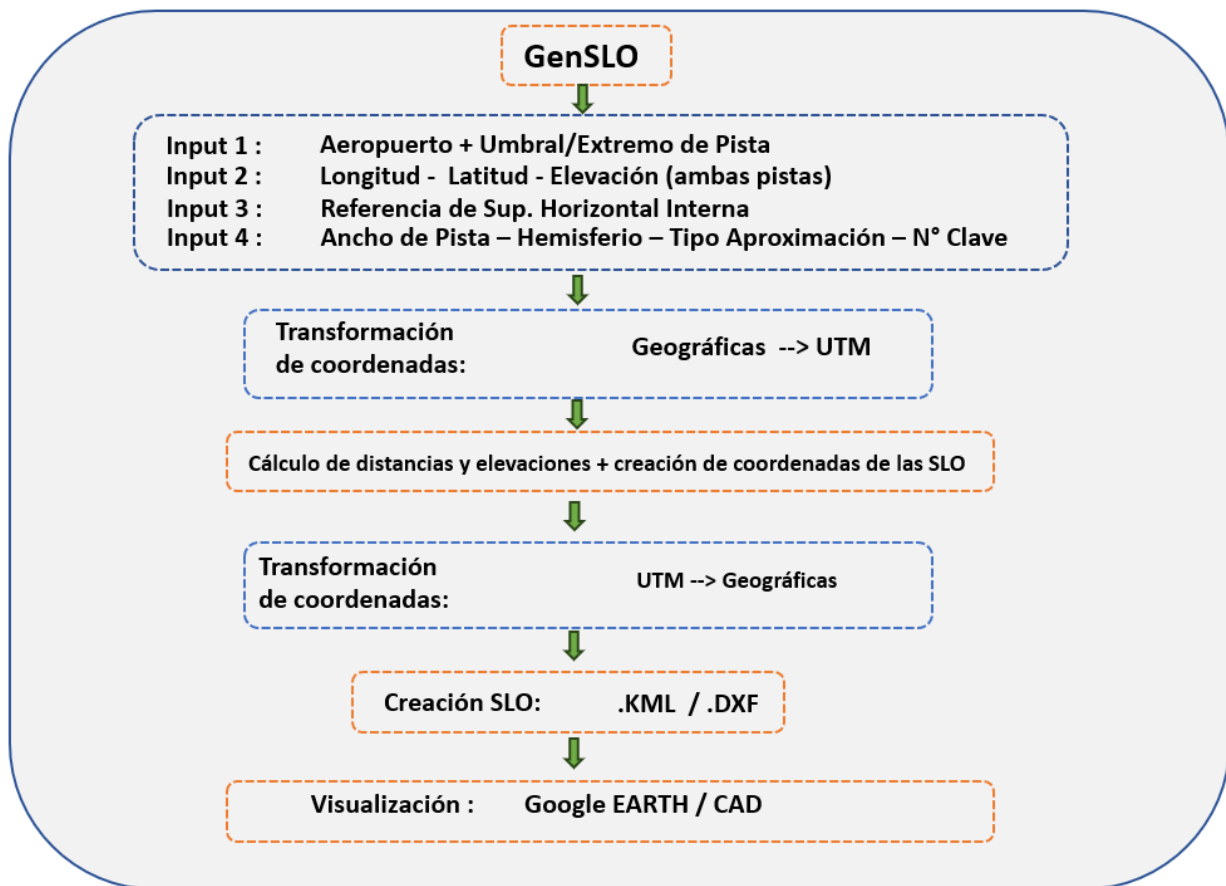 GenSLO
Input 1 : Aeropuerto + Umbral/Extremo de Pista
Input 2 : Longitud - Latitud - Elevación (ambas pistas)
Input 3 : Referencia de Sup. Horizontal Interna
Input 4 : Ancho de Pista – Hemisferio – Tipo Aproximación – N° Clave
Transformación
de coordenadas:
Geográficas --> UTM
Cálculo de distancias y elevaciones + creación de coordenadas de las SLO
Transformación
de coordenadas:
UTM --> Geográficas
Creación SLO: .KML / .DXF
Visualización : Google EARTH / CAD